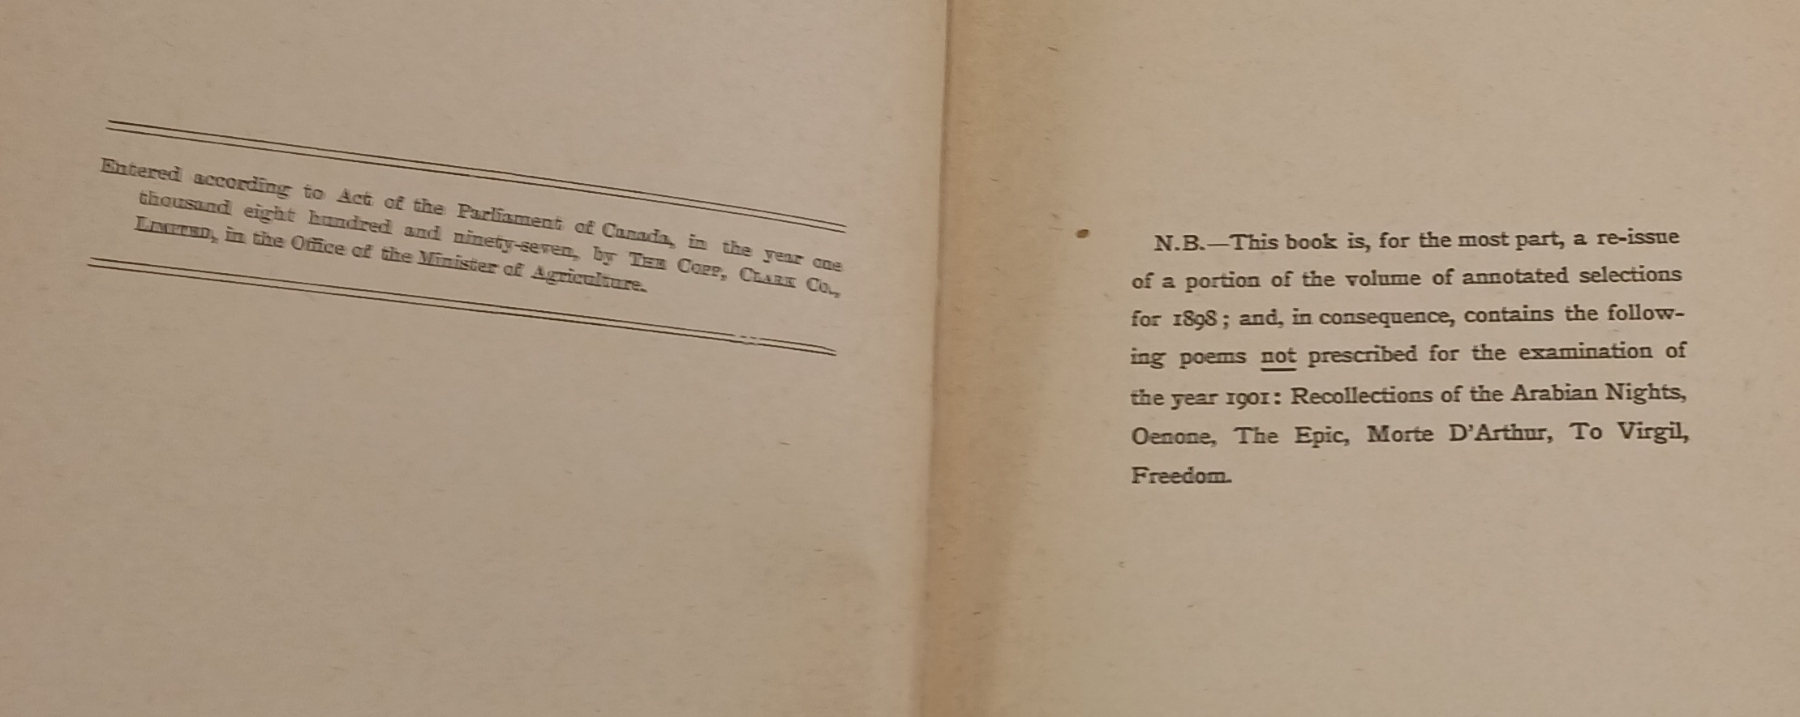 Entered according to Act of the Parliament of Canada, in the year one
thousand eight hundred and ninety-seven, by THE COPP, CLARK CO.,
LIMITED, in the Office of the Minister of Agriculture.
N.B.—This book is, for the most part, a re-issue
of a portion of the volume of annotated selections
for 1898; and, in consequence, contains the follow-
ing poems not prescribed for the examination of
the year 1901: Recollections of the Arabian Nights,
Oenone, The Epic, Morte D'Arthur, To Virgil,
Freedom.